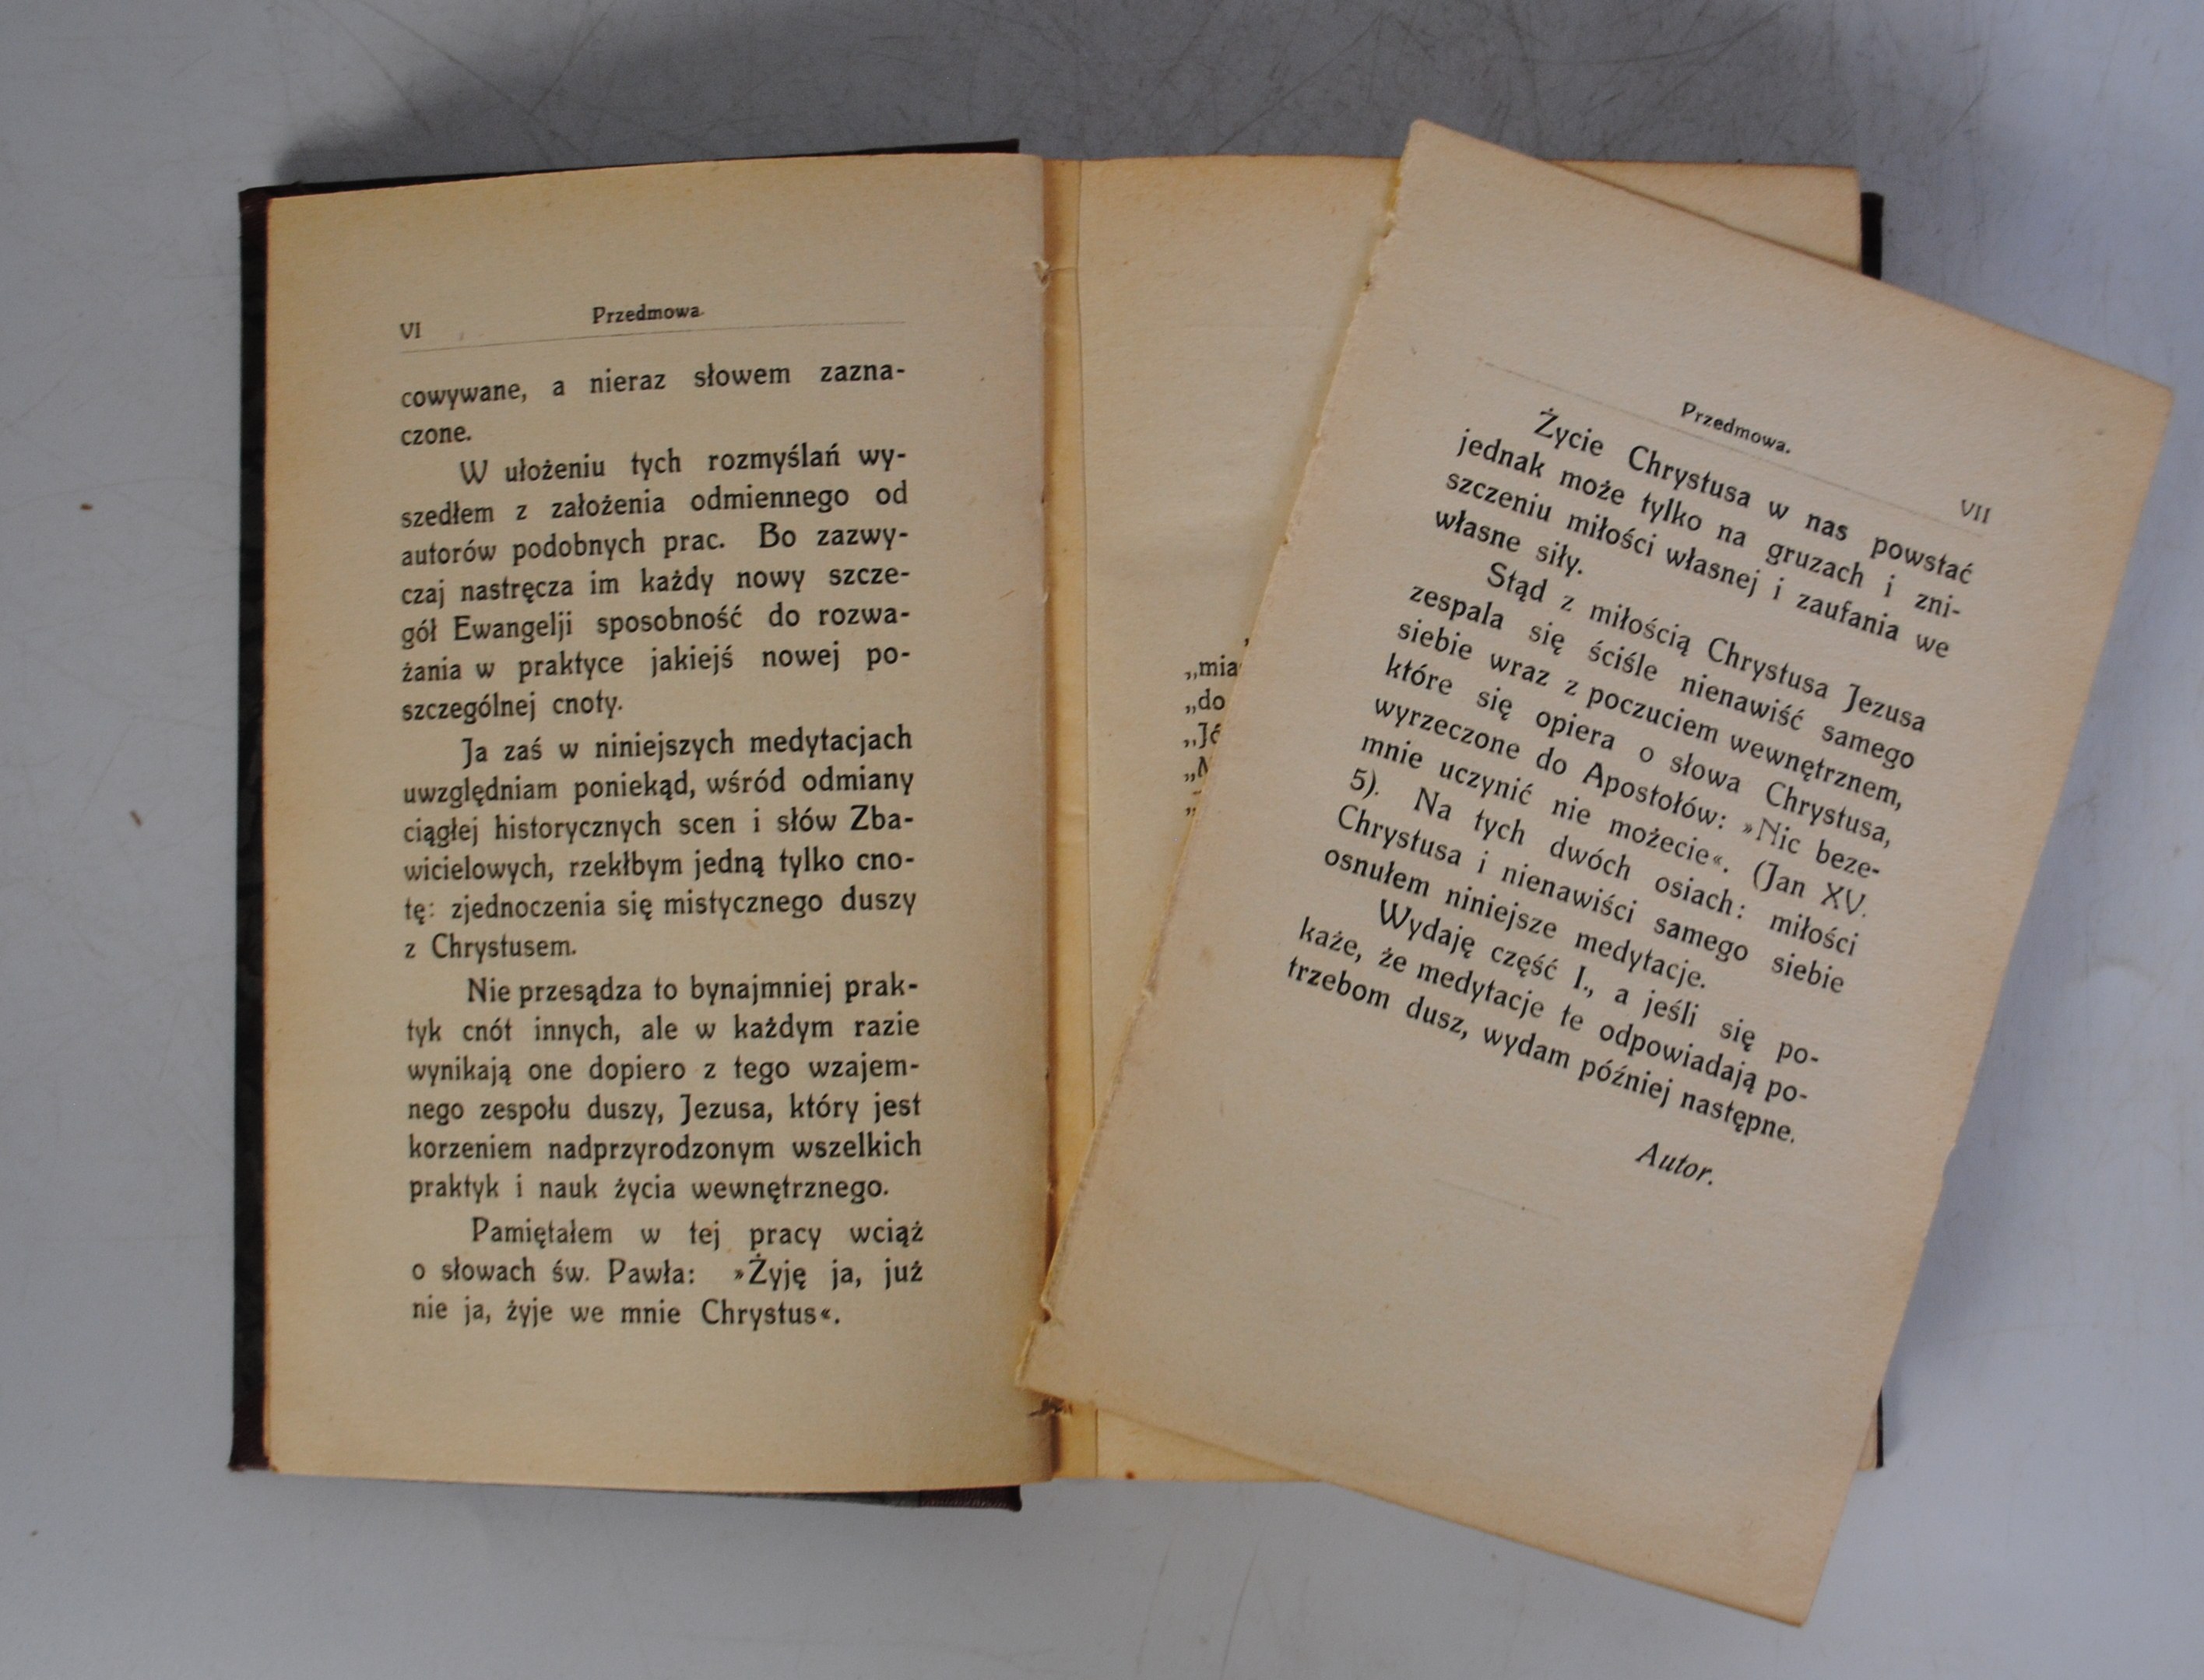 VI Przedmowa.
cowywane, a nieraz słowem zazna-
czone.
W ułożeniu tych rozmyślań wy-
szedłem z założenia odmiennego od
autorów podobnych prac. Bo zazwy-
czaj nastręcza im każdy nowy szcze-
gół Ewangelji sposobność do rozwa-
żania w praktyce jakiejś nowej po-
szczególnej cnoty.
Ja zaś w niniejszych medytacjach
uwzględniam poniekąd, wśród odmiany
ciągłej historycznych scen i słów Zba-
wicielowych, rzekłbym jedną tylko cno-
tę: zjednoczenia się mistycznego duszy
z Chrystusem.
Nie przesądza to bynajmniej prak-
tyk cnót innych, ale w każdym razie
wynikają one dopiero z tego wzajem-
nego zespołu duszy, Jezusa, który jest
korzeniem nadprzyrodzonym wszelkich
praktyk i nauk życia wewnętrznego.
Pamiętałem w tej pracy wciąż
o słowach św. Pawła: »Żyję ja, już
nie ja, żyje we mnie Chrystus«.
„mia
„do
Przedmowa. VII
Życie Chrystusa w nas powstać
jednak może tylko na gruzach i zni-
szczeniu miłości własnej i zaufania we
własne siły.
Stąd z miłością Chrystusa Jezusa
zespala się ściśle nienawiść samego
siebie wraz z poczuciem wewnętrznem,
które się opiera o słowa Chrystusa,
wyrzeczone do Apostołów: »Nic beze-
mnie uczynić nie możecie«. (Jan XV.
5). Na tych dwóch osiach: miłości
Chrystusa i nienawiści samego siebie
osnułem niniejsze medytacje.
Wydaję część I., a jeśli się po-
każe, że medytacje te odpowiadają po-
trzebom dusz, wydam później następne.
Autor.